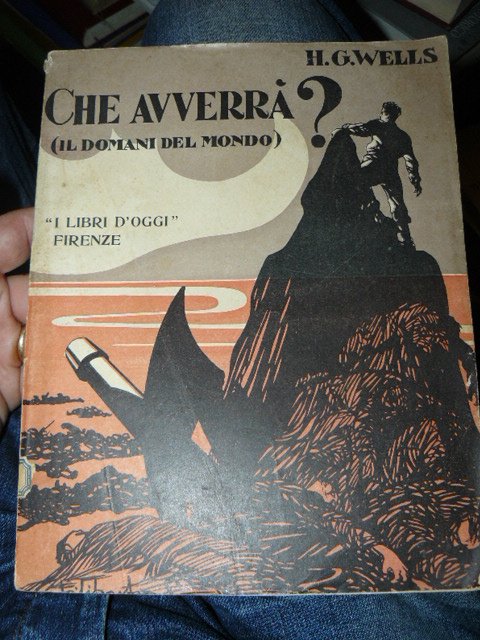 H. G. WELLS
CHE AVVERRÀ ?
(IL DOMANI DEL MONDO)
"I LIBRI D'OGGI"
FIRENZE